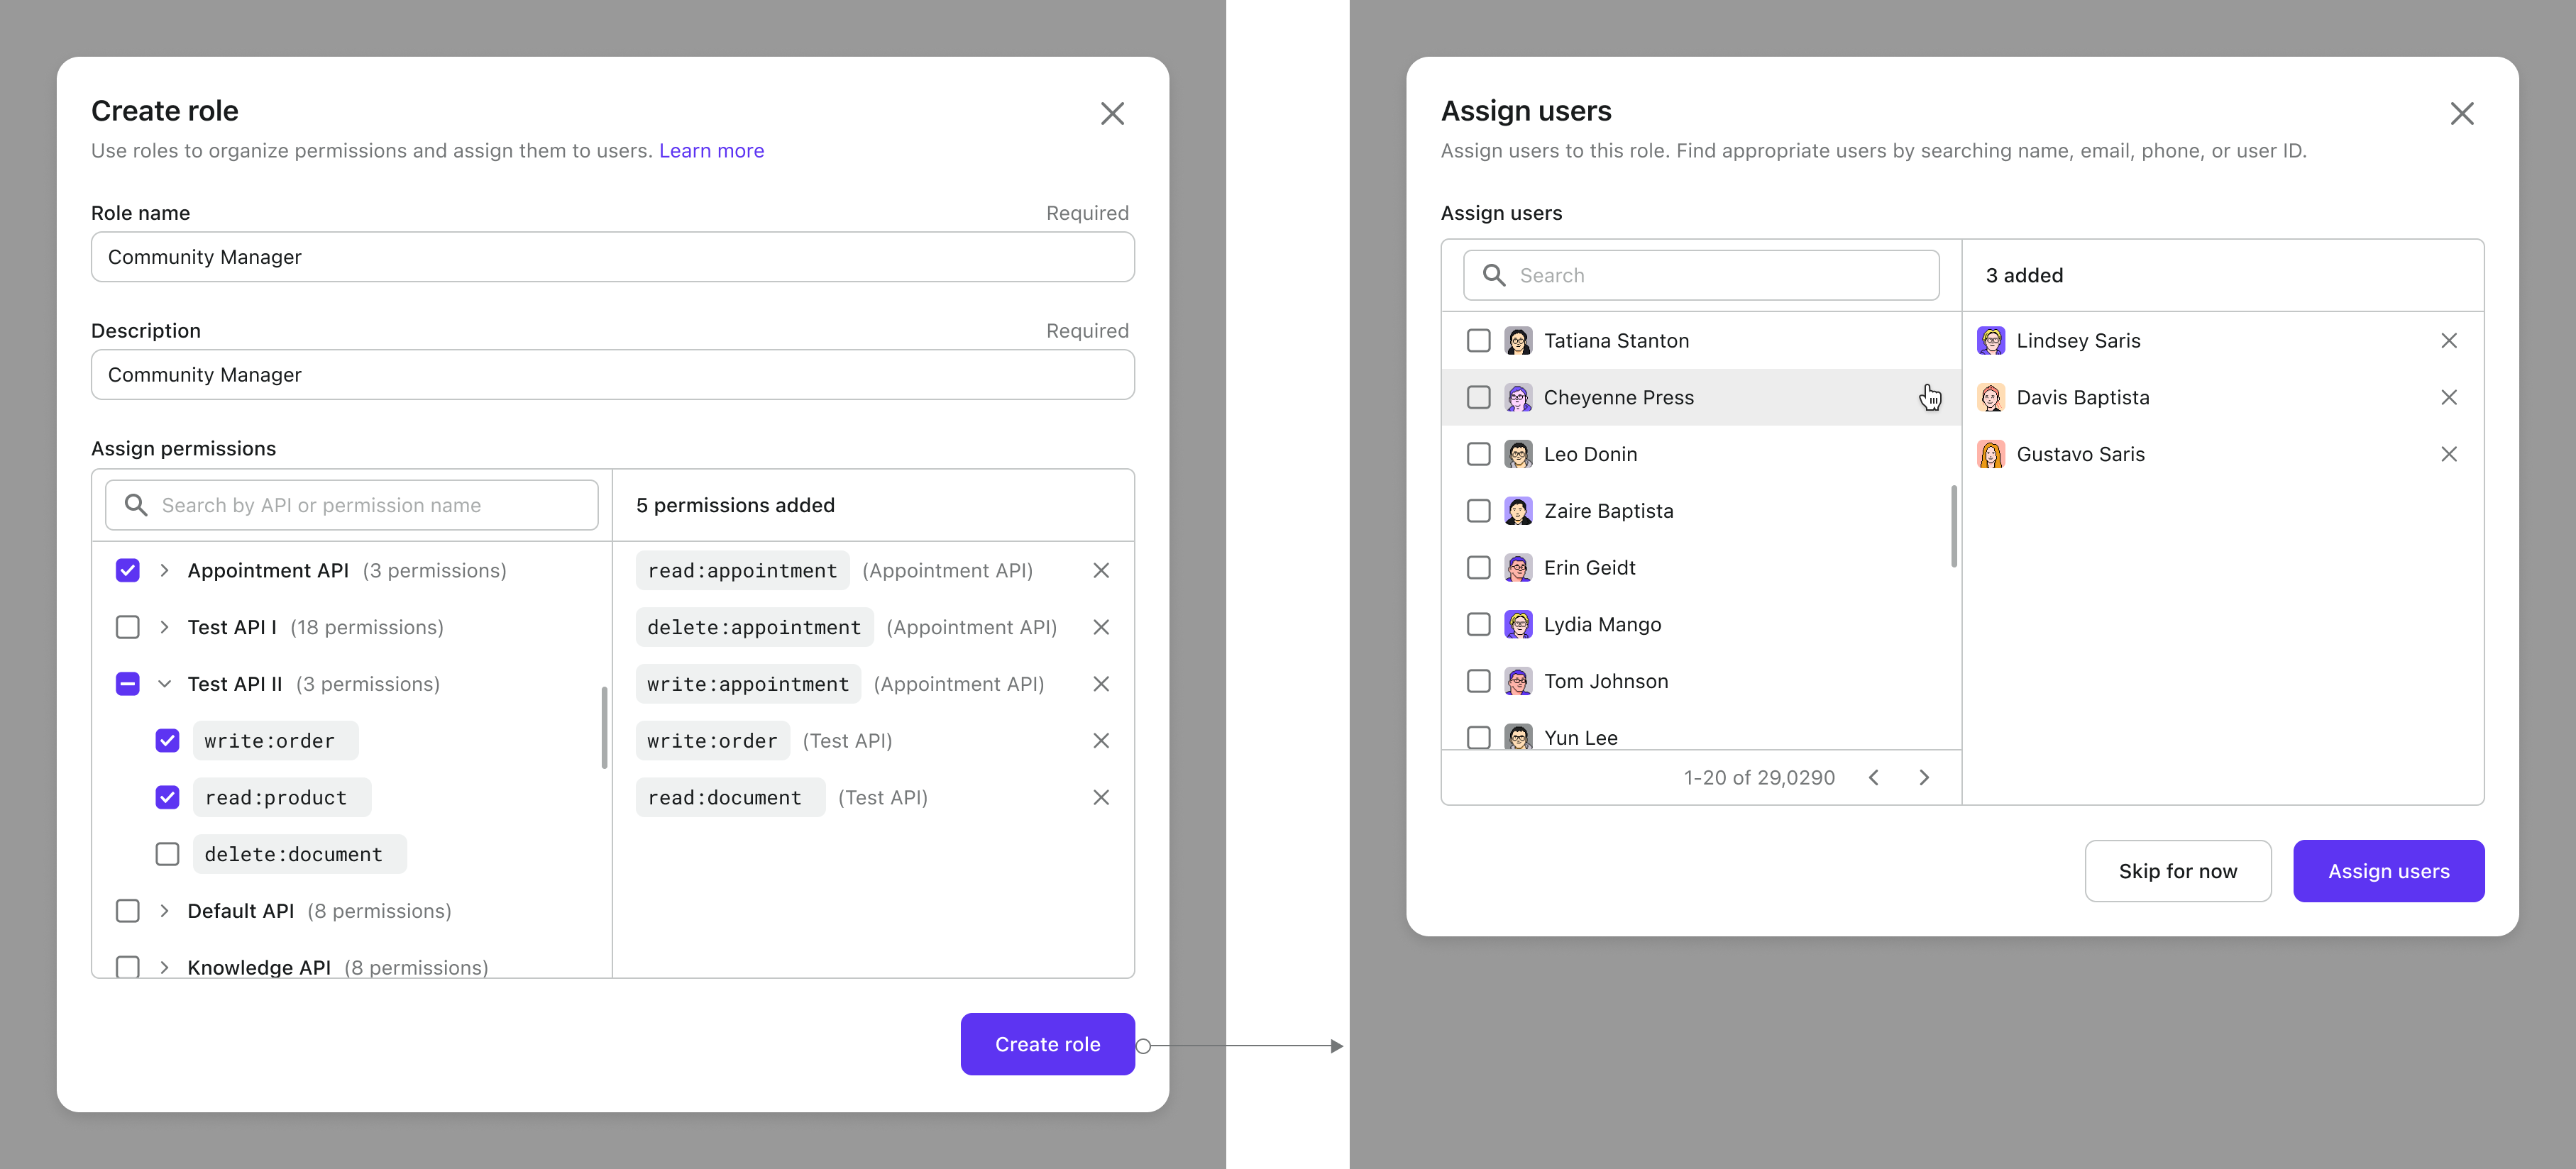 Create role
Use roles to organize permissions and assign them to users. Learn more
Role name Required
Community Manager
Description Required
Community Manager
Assign permissions
Search by API or permission name
Appointment API (3 permissions)
Test API I (18 permissions)
Test API II (3 permissions)
write:order
read:product
delete:document
Default API (8 permissions)
Knowledge API (8 permissions)
5 permissions added
read:appointment (Appointment API)
delete:appointment (Appointment API)
write:appointment (Appointment API)
write:order (Test API)
read:document (Test API)
Create role
Assign users
Assign users to this role. Find appropriate users by searching name, email, phone, or user ID.
Assign users
Search
Tatiana Stanton
Cheyenne Press
Leo Donin
Zaire Baptista
Erin Geidt
Lydia Mango
Tom Johnson
Yun Lee
1-20 of 29,0290
3 added
Lindsey Saris
Davis Baptista
Gustavo Saris
Skip for now
Assign users